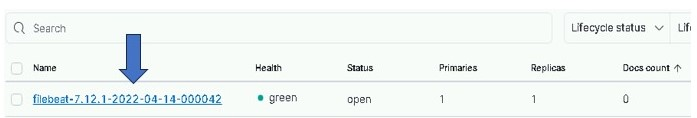 Search Lifecycle status Lif
Name Health Status Primaries Replicas Docs count
filebeat-7.12.1-2022-04-14-000042 green open 1 1 0